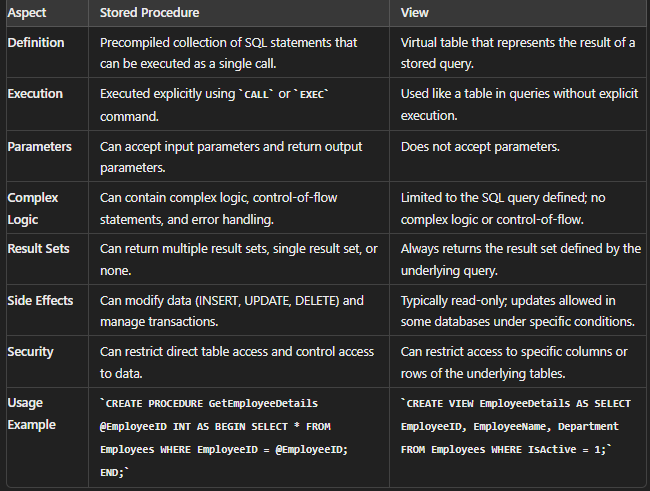 Aspect Stored Procedure View
Definition Precompiled collection of SQL statements that Virtual table that represents the result of a
can be executed as a single call. stored query.
Execution Executed explicitly using `CALL` or `EXEC` Used like a table in queries without explicit
command. execution.
Parameters Can accept input parameters and return output Does not accept parameters.
parameters.
Complex Can contain complex logic, control-of-flow Limited to the SQL query defined; no
Logic statements, and error handling. complex logic or control-of-flow.
Result Sets Can return multiple result sets, single result set, or Always returns the result set defined by the
none. underlying query.
Side Effects Can modify data (INSERT, UPDATE, DELETE) and Typically read-only; updates allowed in
manage transactions. some databases under specific conditions.
Security Can restrict direct table access and control access Can restrict access to specific columns or
to data. rows of the underlying tables.
Usage `CREATE PROCEDURE GetEmployeeDetails `CREATE VIEW EmployeeDetails AS SELECT
Example @EmployeeID INT AS BEGIN SELECT * FROM EmployeeID, EmployeeName, Department
Employees WHERE EmployeeID = @EmployeeID; FROM Employees WHERE IsActive = 1;`
END;`